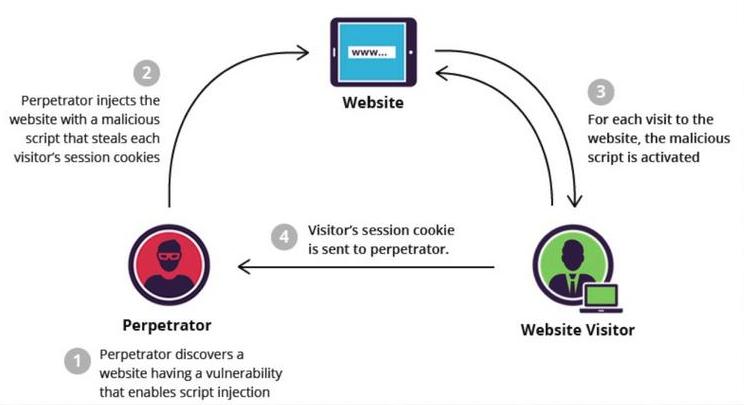 www...
Website
2
Perpetrator injects the
website with a malicious
script that steals each
visitor's session cookies
3
For each visit to the
website, the malicious
script is activated
4
Visitor's session cookie
is sent to perpetrator.
Perpetrator
Website Visitor
1
Perpetrator discovers a
website having a vulnerability
that enables script injection